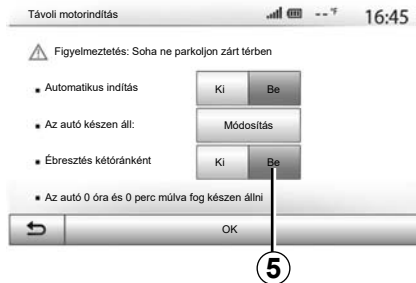 Távoli motorindítás --°F 16:45
Figyelmeztetés: Soha ne parkoljon zárt térben
Automatikus indítás Ki Be
Az autó készen áll: Módosítás
Ébresztés kétóránként Ki Be
Az autó 0 óra és 0 perc múlva fog készen állni
OK
5